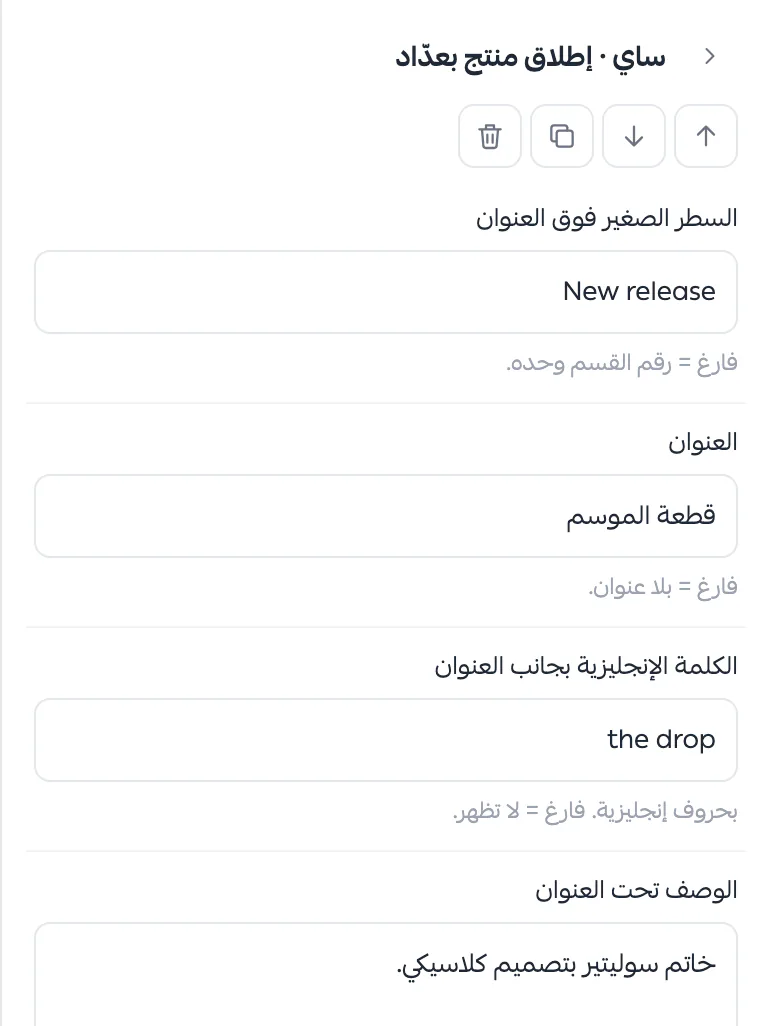 ساي · إطلاق منتج بعدّاد
السطر الصغير فوق العنوان
New release
فارغ = رقم القسم وحده.
العنوان
قطعة الموسم
فارغ = بلا عنوان.
الكلمة الإنجليزية بجانب العنوان
the drop
بحروف إنجليزية. فارغ = لا تظهر.
الوصف تحت العنوان
خاتم سوليتير بتصميم كلاسيكي.